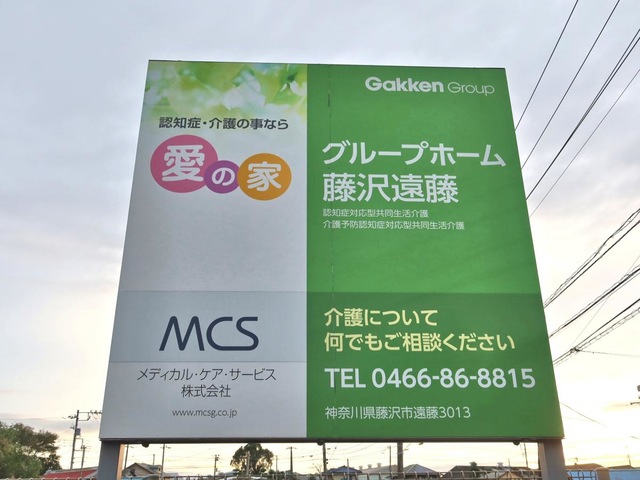 Gakken Group
認知症・介護の事なら
愛の家
グループホーム
藤沢遠藤
認知症対応型共同生活介護
介護予防認知症対応型共同生活介護
MCS
メディカル・ケア・サービス
株式会社
www.mcsg.co.jp
介護について
何でもご相談ください
TEL 0466-86-8815
神奈川県藤沢市遠藤3013